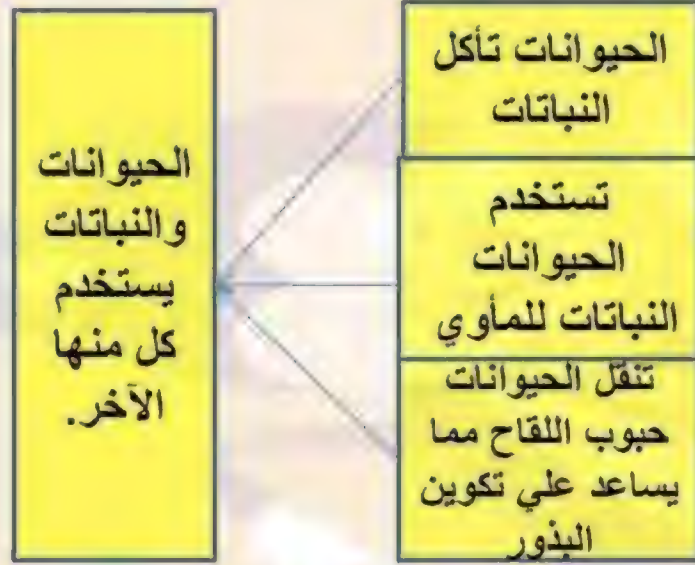 الحيوانات تأكل
النباتات
تستخدم
الحيوانات
النباتات للمأوي
تنقل الحيوانات
حبوب اللقاح مما
يساعد علي تكوين
البذور
الحيوانات
والنباتات
يستخدم
كل منها
الآخر.